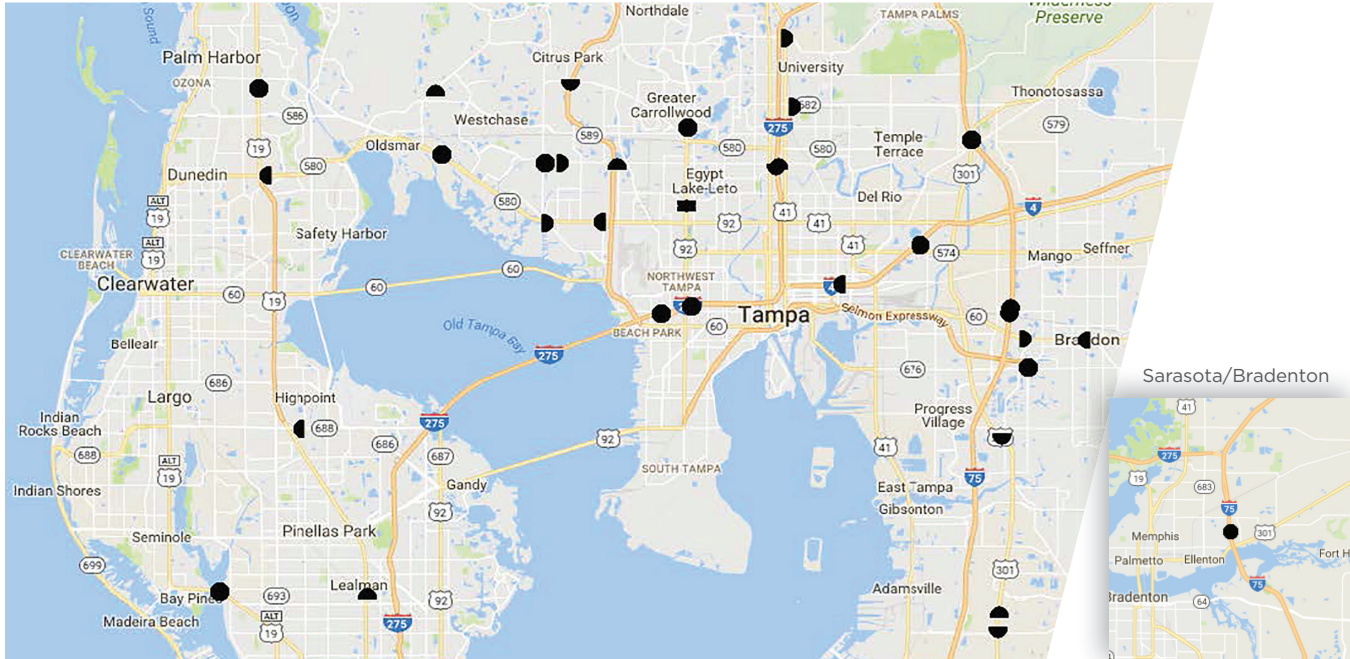 Northdale
TAMPA PALMS
Wilderness
Preserve
Sound
Palm Harbor
Citrus Park
University
OZONA
Thonotosassa
586
Westchase
Greater
Carrollwood
582
579
19
Oldsmar
589
580
275
580
Temple
Terrace
Dunedin
580
Egypt
Lake-Leto
301
ALT
19
580
Del Rio
4
41
92
41
Safety Harbor
ALT
19
92
41
574
Mango
Seffner
CLEARWATER
BEACH
60
NORTHWEST
TAMPA
Clearwater
60
60
19
4
Tampa
Selmon Expressway
60
BEACH PARK
60
Old Tampa Bay
275
Belleair
Brandon
676
Sarasota/Bradenton
686
Largo
Highpoint
Progress
Village
Indian
Rocks Beach
688
275
92
686
687
41
688
ALT
19
SOUTH TAMPA
75
Indian Shores
Gandy
East Tampa
92
Gibsonton
Seminole
Pinellas Park
699
301
Lealman
Adamsville
Bay Pines
693
92
Madeira Beach
ALT
19
275
41
275
19
683
75
Memphis
301
Palmetto
Ellenton
Fort H
75
Bradenton
64